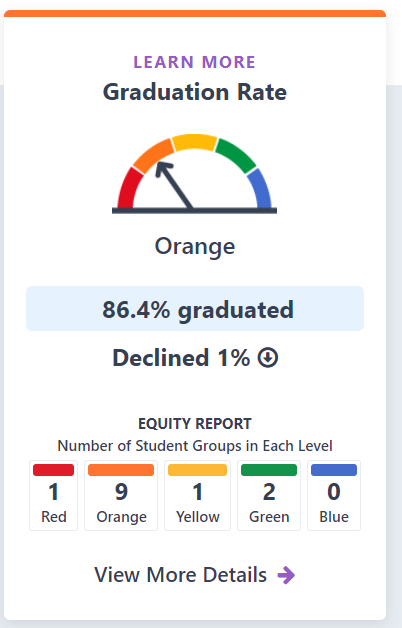 LEARN MORE
Graduation Rate
Orange
86.4% graduated
Declined 1%
EQUITY REPORT
Number of Student Groups in Each Level
1 9 1 2 0
Red Orange Yellow Green Blue
View More Details